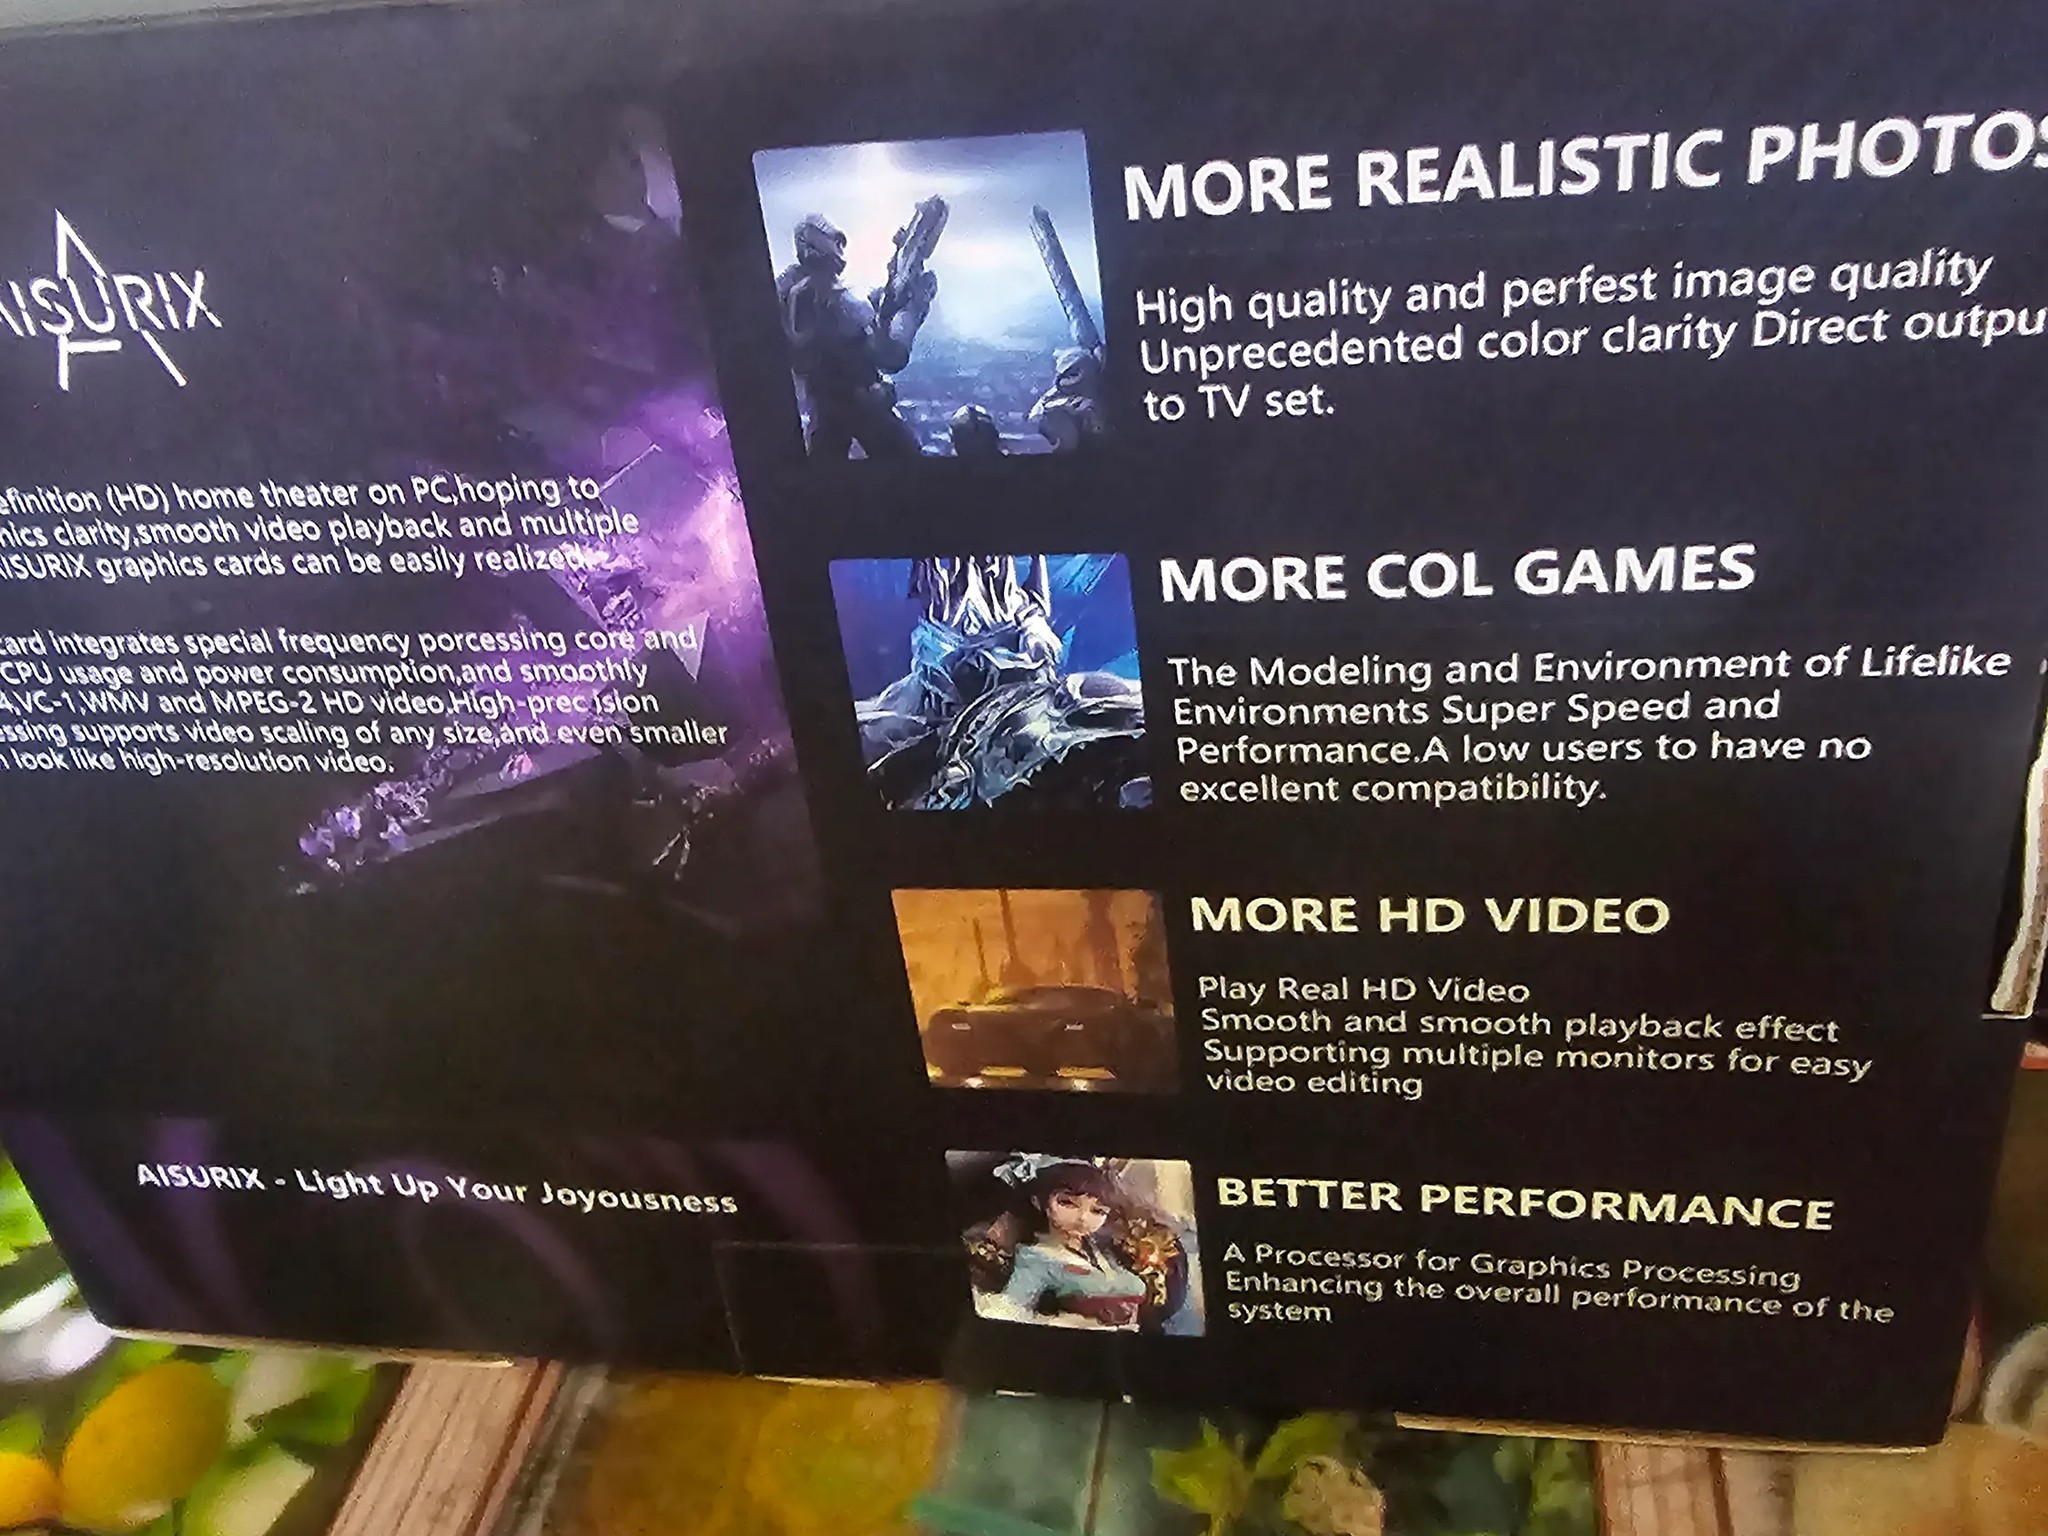 AISURIX
efinition (HD) home theater on PC,hoping to
hics clarity,smooth video playback and multiple
AISURIX graphics cards can be easily realized.
card integrates special frequency porcessing core and
CPU usage and power consumption,and smoothly
4,VC-1,WMV and MPEG-2 HD video,High-prec ision
essing supports video scaling of any size,and even smaller
look like high-resolution video.
AISURIX - Light Up Your Joyousness
MORE REALISTIC PHOTOS
High quality and perfest image quality
Unprecedented color clarity Direct outpu
to TV set.
MORE COL GAMES
The Modeling and Environment of Lifelike
Environments Super Speed and
Performance.A low users to have no
excellent compatibility.
MORE HD VIDEO
Play Real HD Video
Smooth and smooth playback effect
Supporting multiple monitors for easy
video editing
BETTER PERFORMANCE
A Processor for Graphics Processing
Enhancing the overall performance of the
system